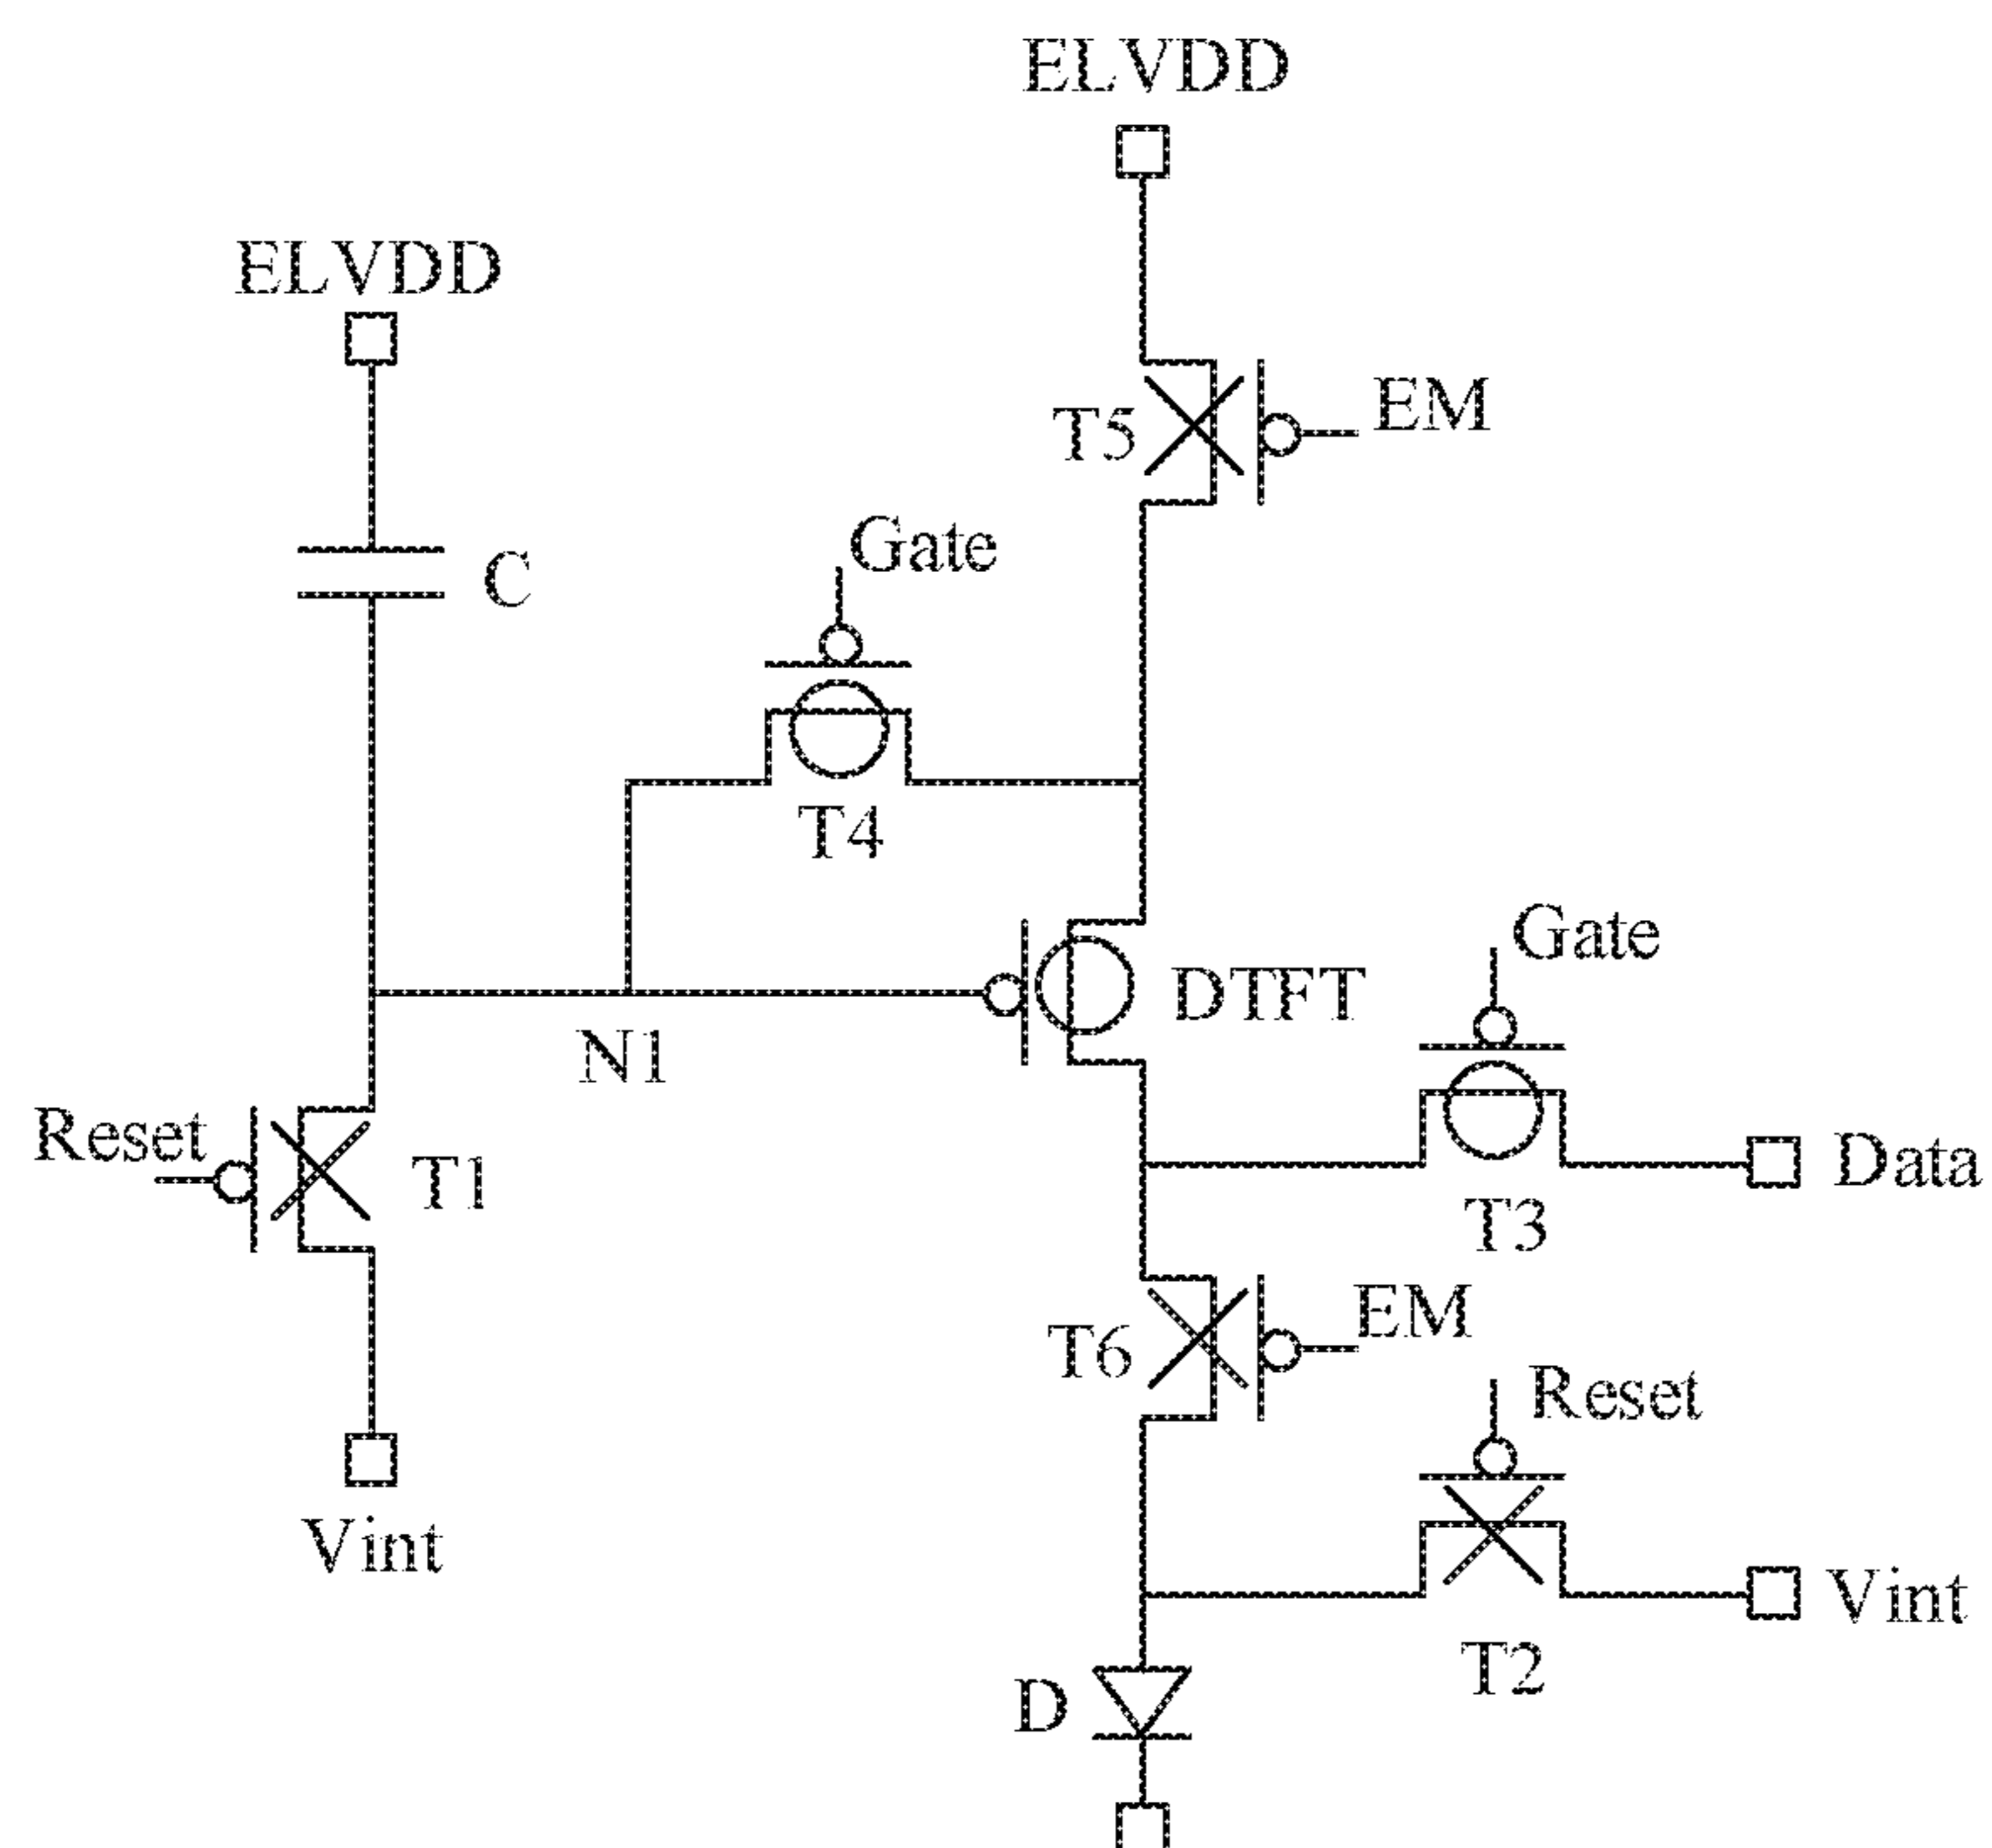 ELVDD
ELVDD
T5
EM
Gate
C
T4
Gate
DTFT
N1
Reset
T1
Data
T3
EM
T6
Reset
Vint
Vint
T2
D